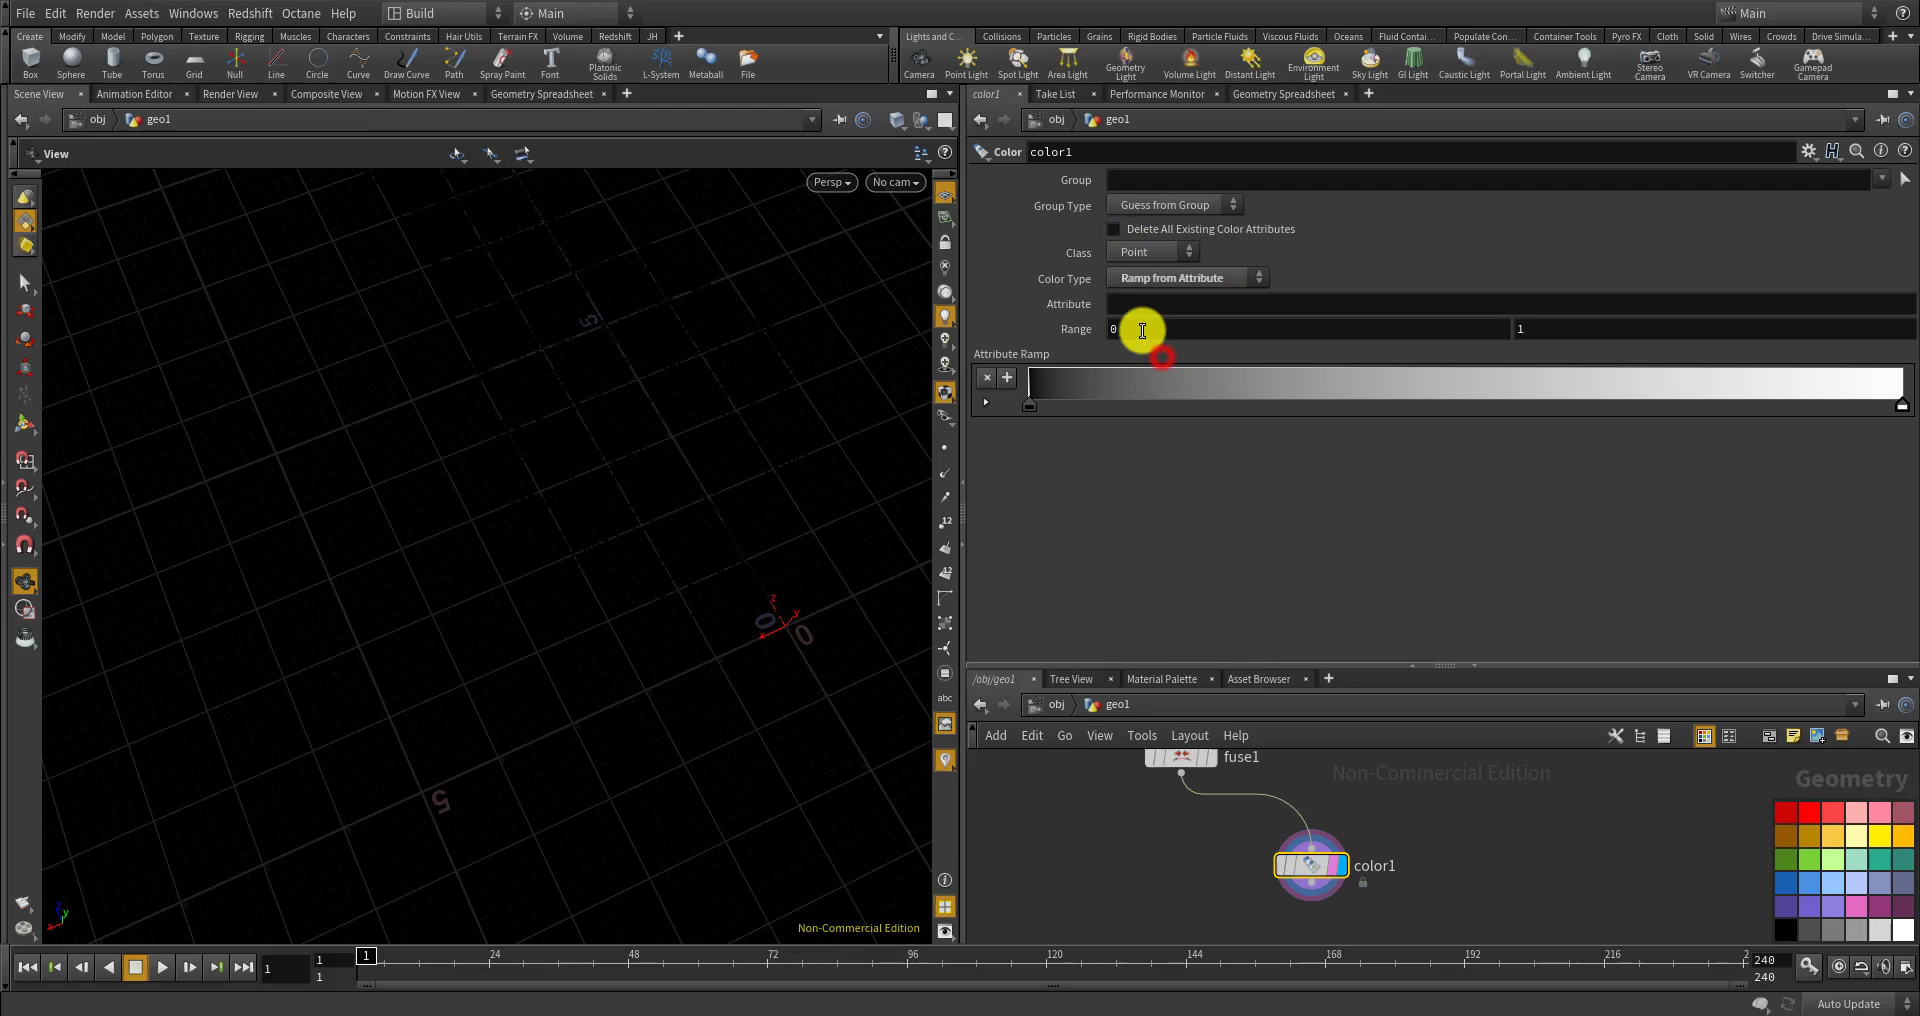 File Edit Render Assets Windows Redshift Octane Help Build Main Main
Create Modify Model Polygon Texture Rigging Muscles Characters Constraints Hair Utils Terrain FX Volume Redshift JH
Lights and C... Collisions Particles Grains Rigid Bodies Particle Fluids Viscous Fluids Oceans Fluid Contai... Populate Con... Container Tools Pyro FX Cloth Solid Wires Crowds Drive Simula...
Box Sphere Tube Torus Grid Null Line Circle Curve Draw Curve Path Spray Paint Font Platonic Solids L-System Metaball File
Camera Point Light Spot Light Area Light Geometry Light Volume Light Distant Light Environment Light Sky Light GI Light Caustic Light Portal Light Ambient Light Stereo Camera VR Camera Switcher Gamepad Camera
Scene View Animation Editor Render View Composite View Motion FX View Geometry Spreadsheet
obj geo1
View
Persp No cam
5
0 0
5
z y x
Non-Commercial Edition
12
12
abc
color1 Take List Performance Monitor Geometry Spreadsheet
obj geo1
Color color1
Group
Group Type Guess from Group
Delete All Existing Color Attributes
Class Point
Color Type Ramp from Attribute
Attribute
Range 0 1
Attribute Ramp
/obj/geo1 Tree View Material Palette Asset Browser
obj geo1
Add Edit Go View Tools Layout Help
fuse1
Non-Commercial Edition
Geometry
color1
1 1 1 1 24 48 72 96 120 144 168 192 216 2 240 240
Auto Update